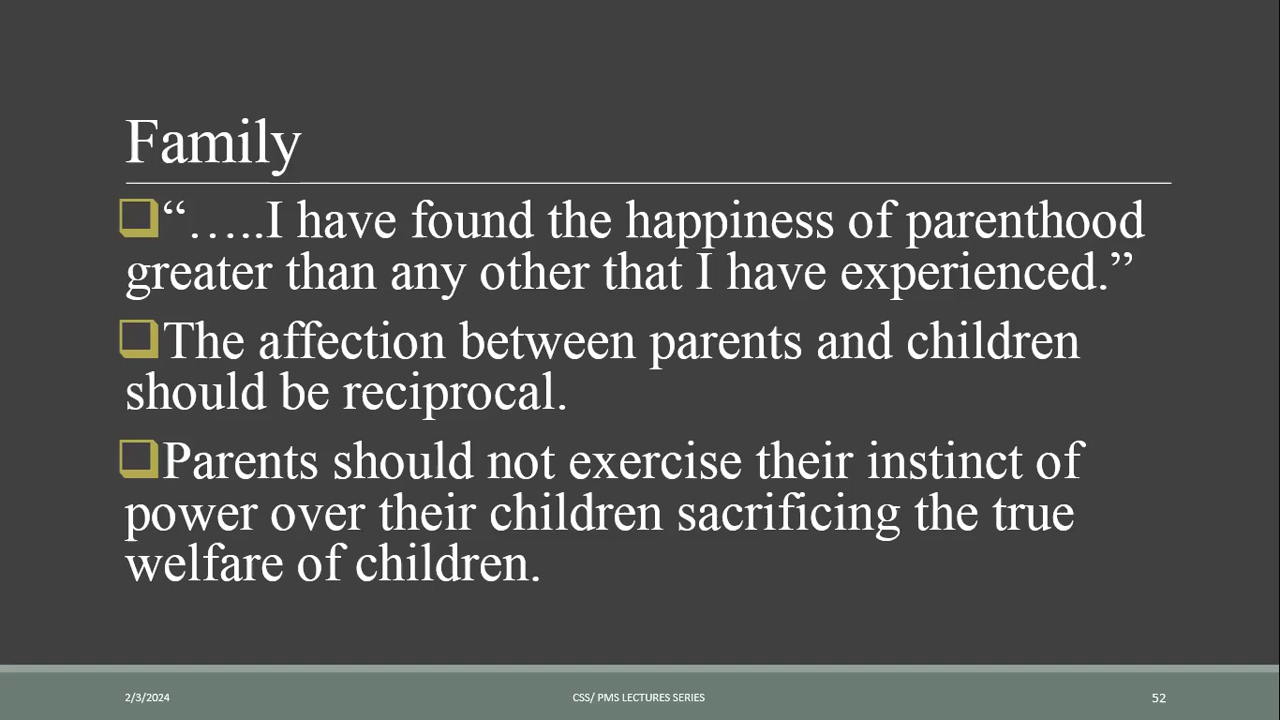 Family
❑“…..I have found the happiness of parenthood
greater than any other that I have experienced.”
❑The affection between parents and children
should be reciprocal.
❑Parents should not exercise their instinct of
power over their children sacrificing the true
welfare of children.
2/3/2024 CSS/ PMS LECTURES SERIES 52